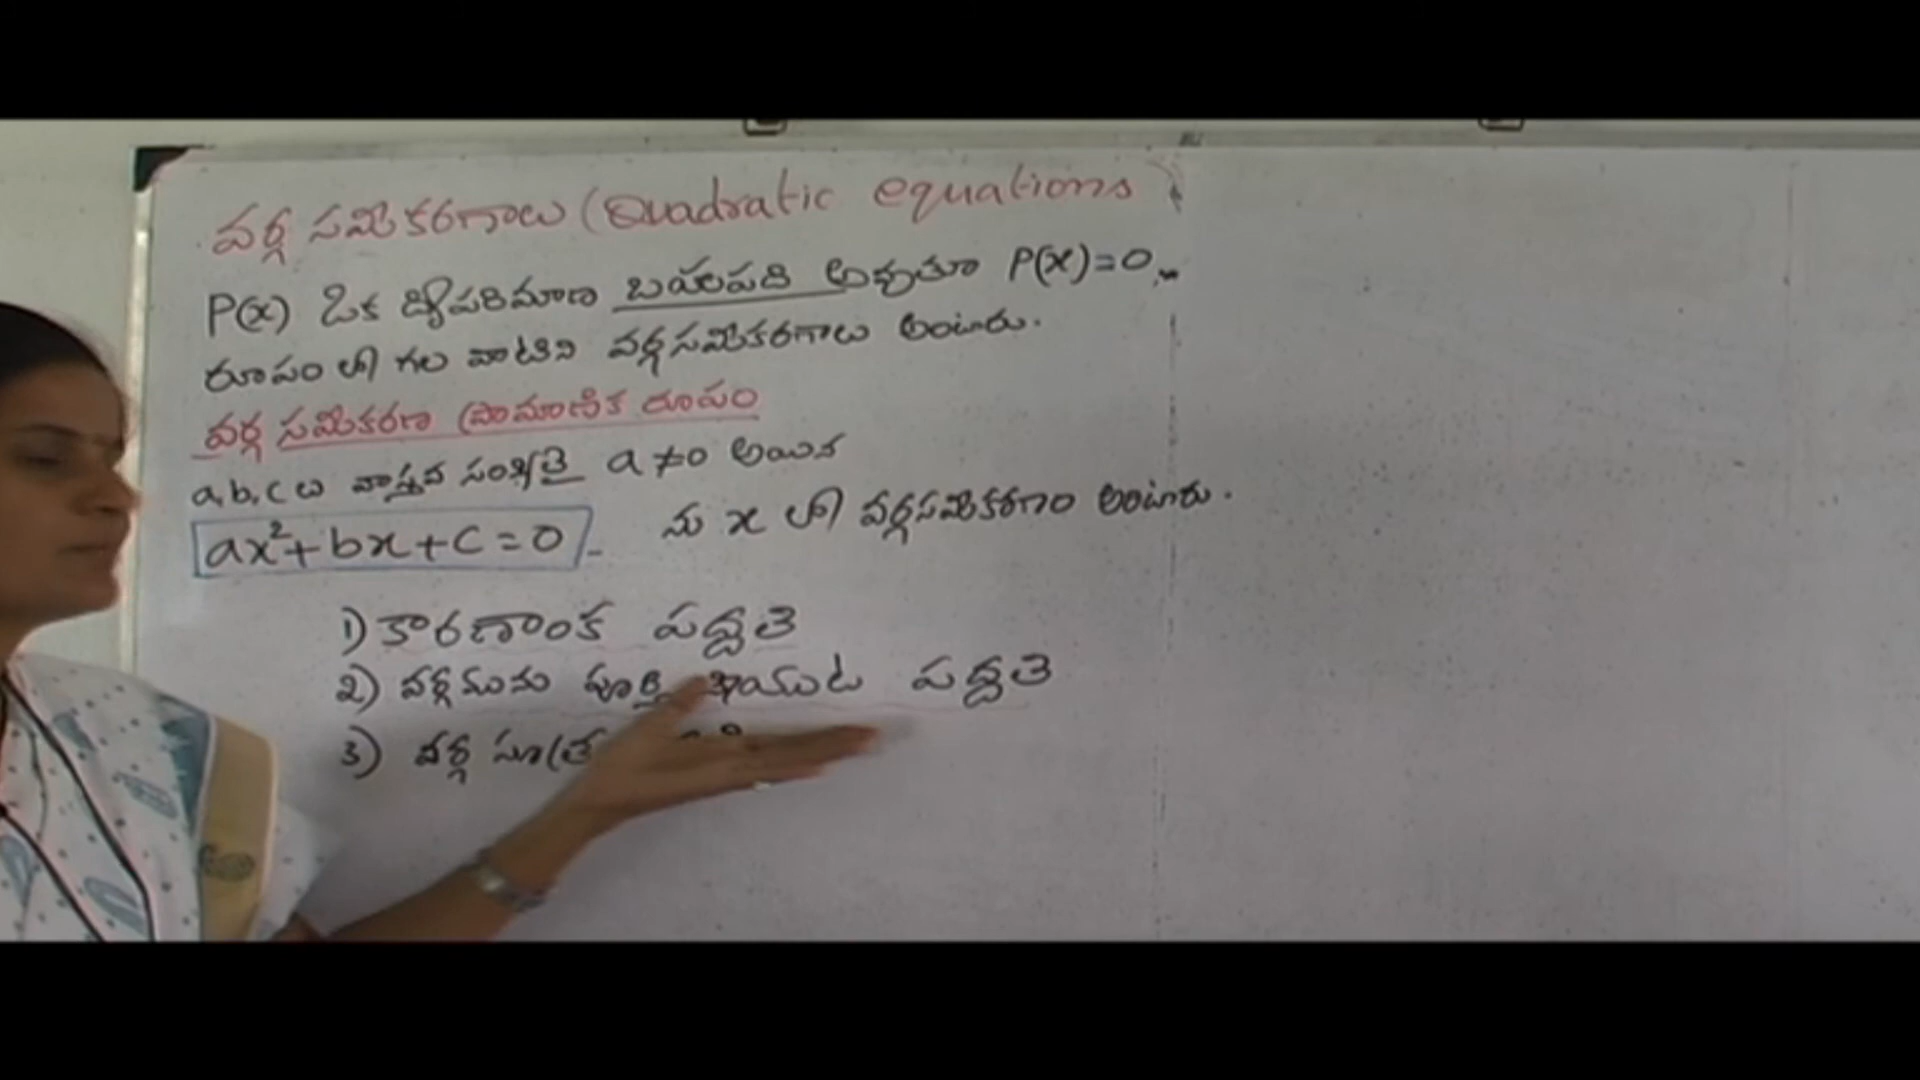 వర్గ సమీకరణాలు (Quadratic equations)
P(x) ఒక ద్విపరిమాణ బహుపది అవుతూ P(x)=0
రూపం లో గల వాటిని వర్గసమీకరణాలు అంటారు.
వర్గ సమీకరణ ప్రామాణిక రూపం
a,b,c లు వాస్తవ సంఖ్యలై a ≠ 0 అయిన
ax²+bx+c=0 ను x లో వర్గసమీకరణం అంటారు.
1) కారణాంక పద్ధతి
2) వర్గమును పూర్తి చేయుట పద్ధతి
3) వర్గ